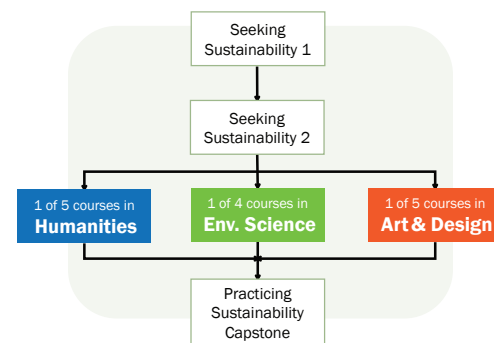 Seeking
Sustainability 1
Seeking
Sustainability 2
1 of 5 courses in
Humanities
1 of 4 courses in
Env. Science
1 of 5 courses in
Art & Design
Practicing
Sustainability
Capstone